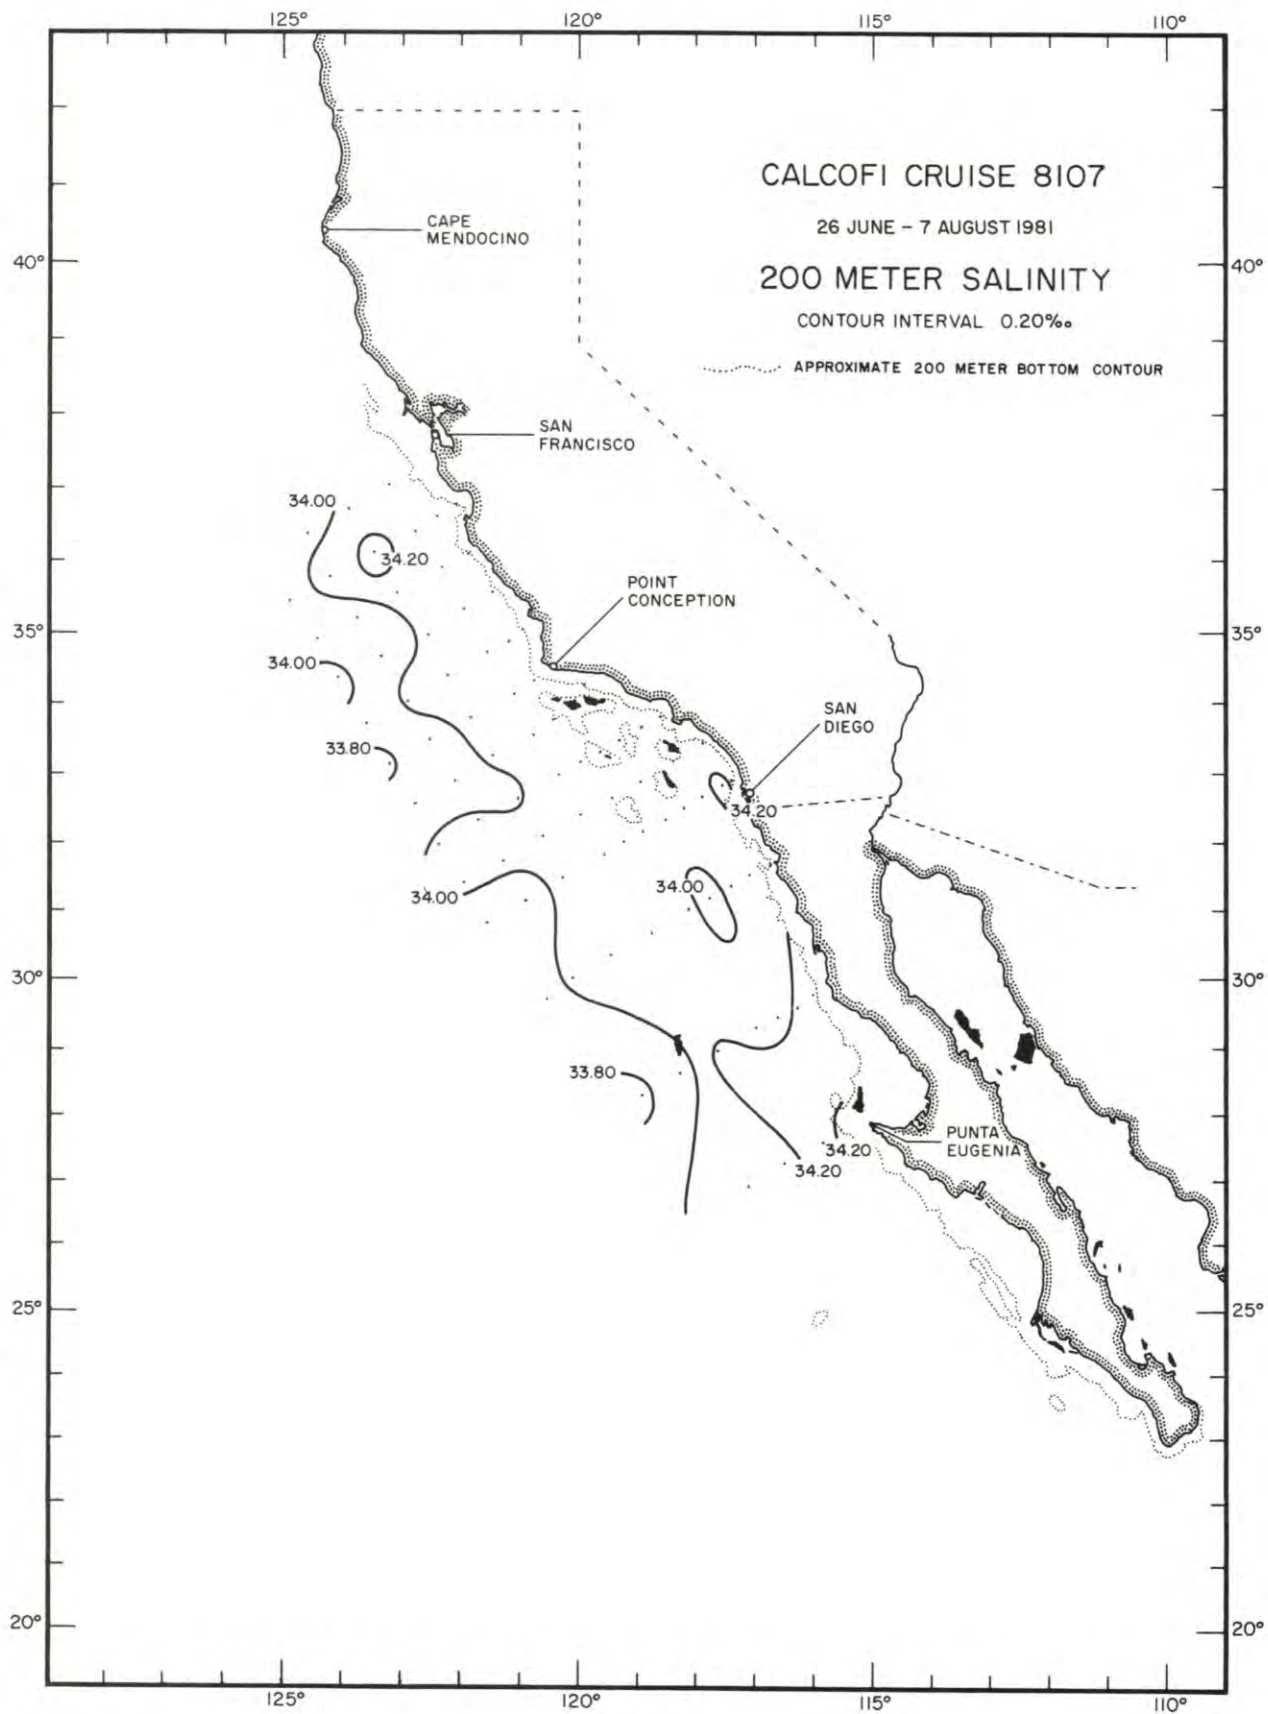 125°
120°
115°
110°
CALCOFI CRUISE 8107
26 JUNE - 7 AUGUST 1981
CAPE
MENDOCINO
40°
40°
200 METER SALINITY
CONTOUR INTERVAL 0.20‰
APPROXIMATE 200 METER BOTTOM CONTOUR
SAN
FRANCISCO
34.00
34.20
POINT
CONCEPTION
35°
35°
34.00
SAN
DIEGO
33.80
34.20
34.00
34.00
30°
30°
33.80
PUNTA
EUGENIA
34.20
34.20
25°
25°
20°
20°
125°
120°
115°
110°